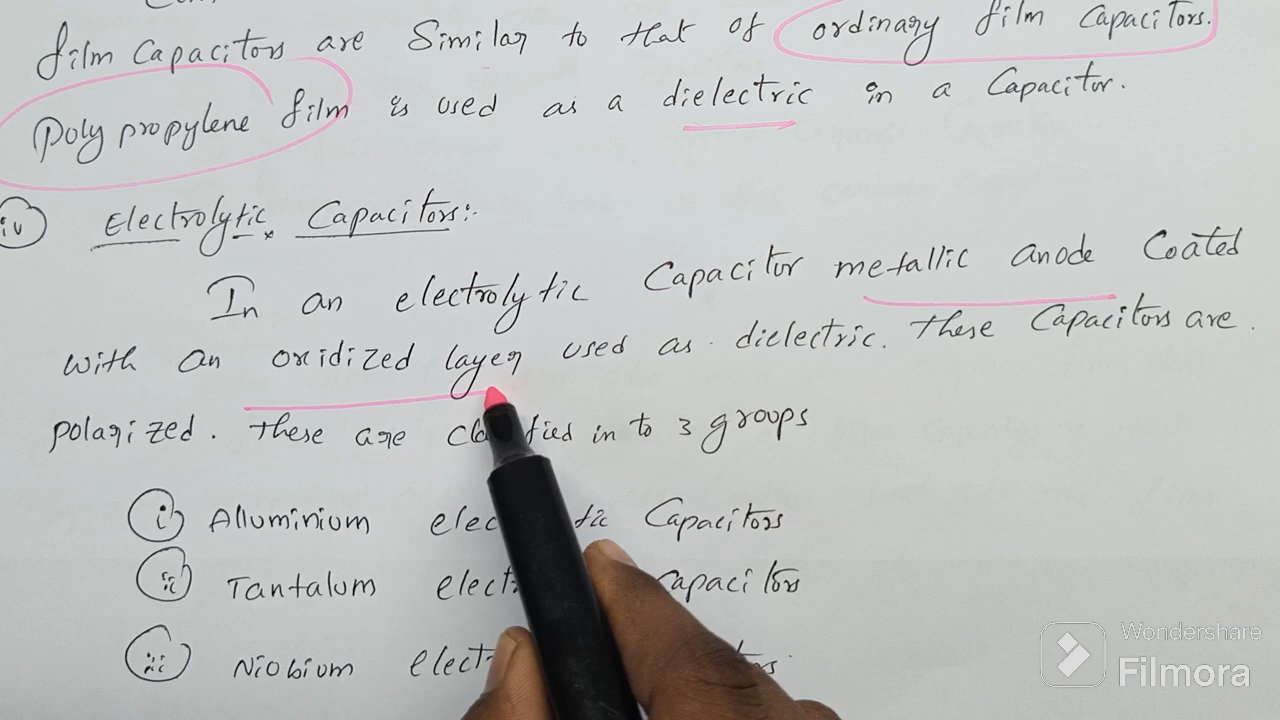 film Capacitors are Similar to that of ordinary film Capacitors.
Poly propylene film is used as a dielectric in a Capacitor.
iv Electrolytic Capacitors:-
In an electrolytic Capacitor metallic anode Coated
with an oxidized layer used as dielectric. These Capacitors are
polarized. These are in to 3 groups
i Alluminium Capacitors
ii Tantalum Capacitors
iii Niobium
Wondershare
Filmora